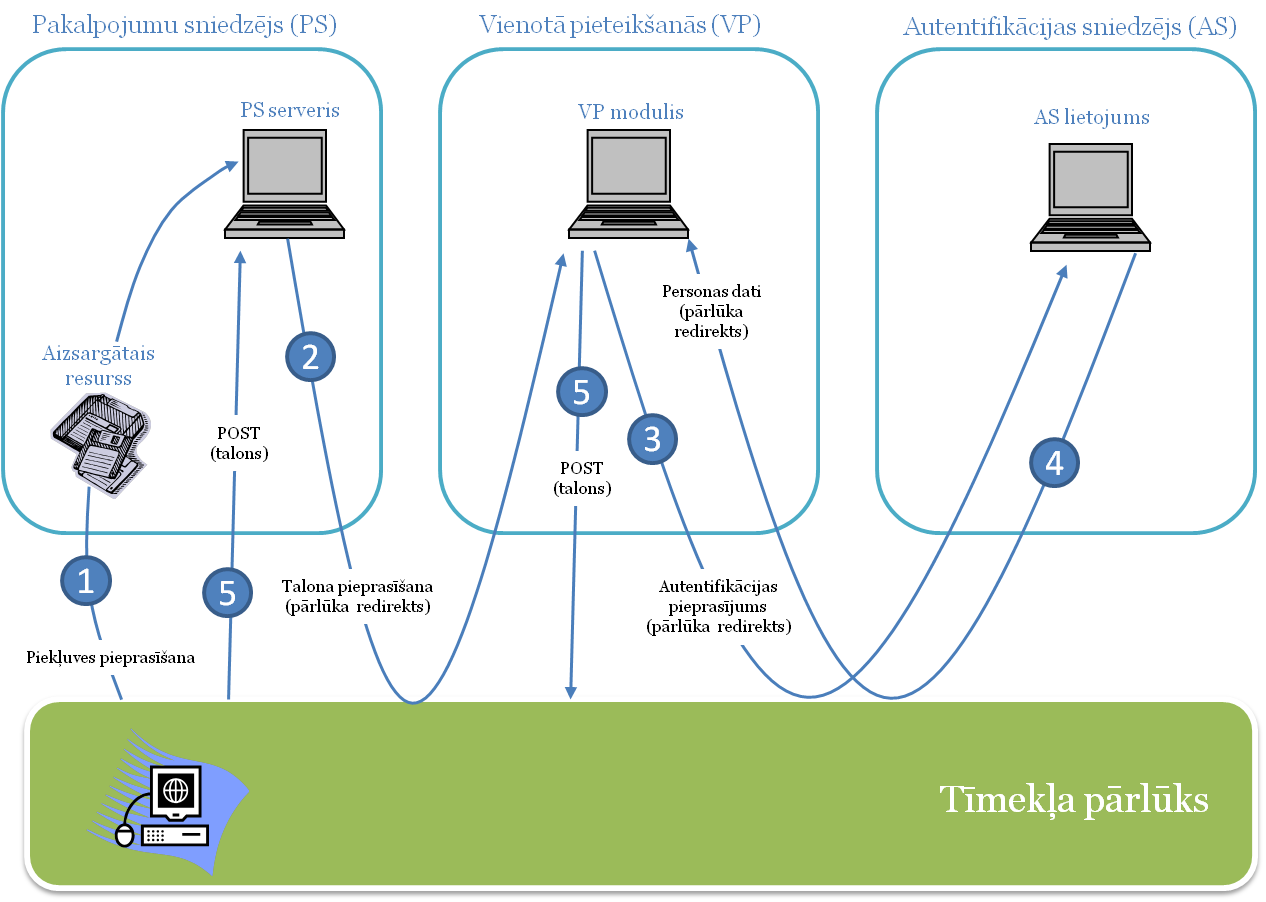 Pakalpojumu sniedzējs (PS)
Vienotā pieteikšanās (VP)
Autentifikācijas sniedzējs (AS)
PS serveris
VP modulis
AS lietojums
Personas dati
(pārlūka
redirekts)
Aizsargātais
resurss
2
5
3
4
POST
(talons)
POST
(talons)
1
5
Talona pieprasīšana
(pārlūka redirekts)
Autentifikācijas
pieprasījums
(pārlūka redirekts)
Piekļuves pieprasīšana
Tīmekļa pārlūks